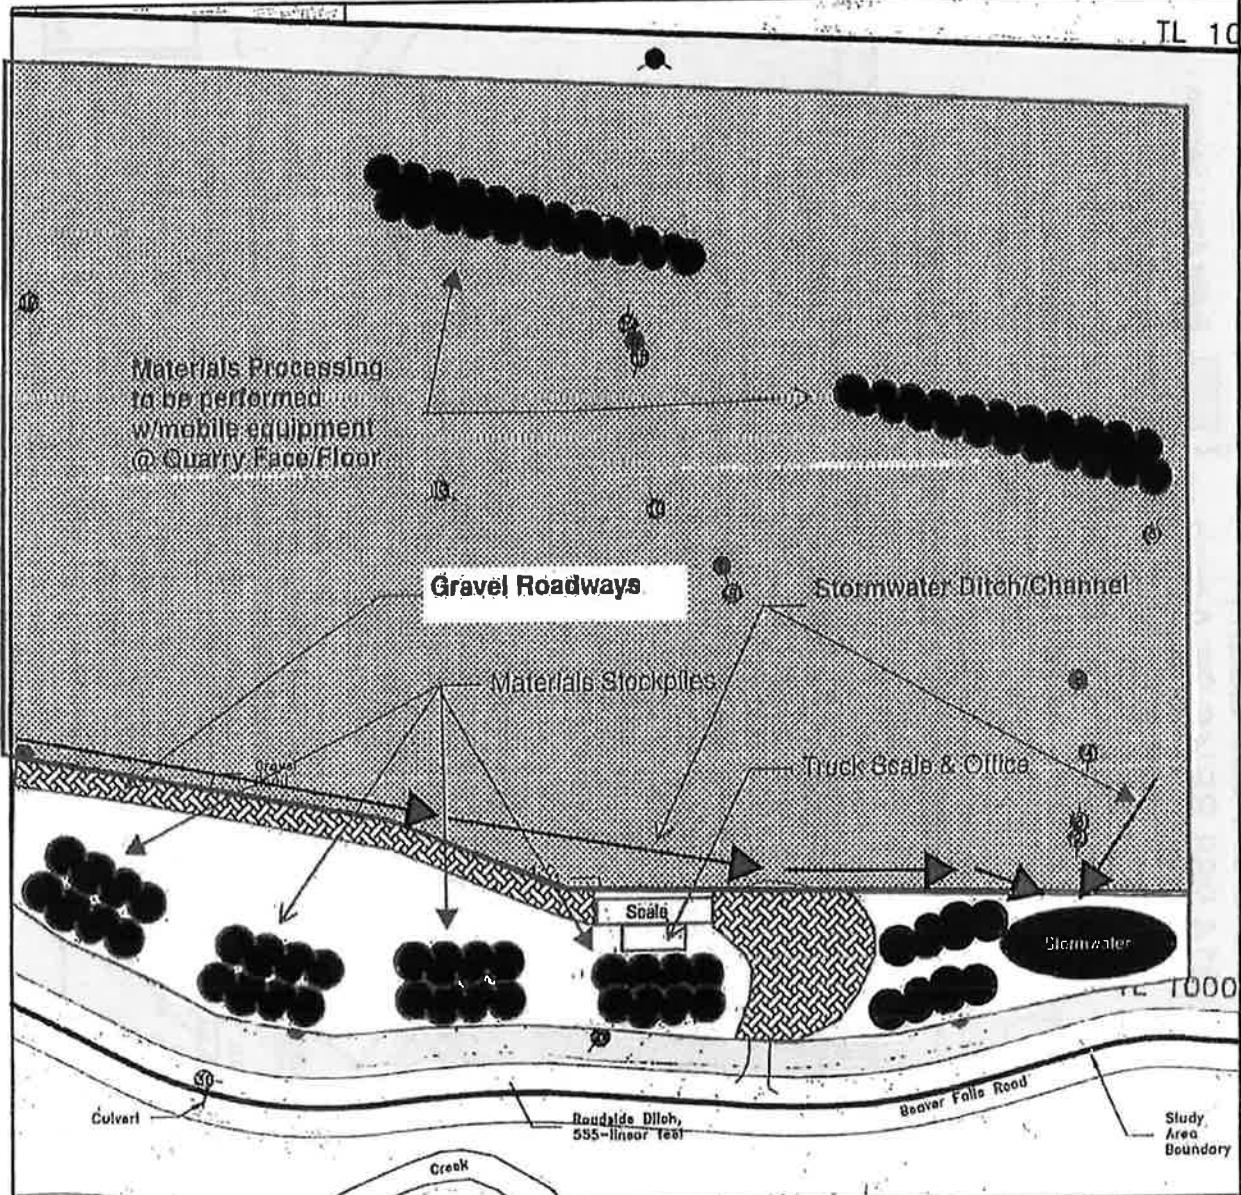 TL 10
Materials Processing
to be performed
w/mobile equipment
@ Quarry Face/Floor
Gravel Roadways
Stormwater Ditch/Channel
Materials Stockpiles
Gravel
Truck Scale & Office
Scale
Stormwater
TL 1000
Beaver Falls Road
Culvert
Roadside Ditch,
555-linear feet
Study
Area
Boundary
Creek